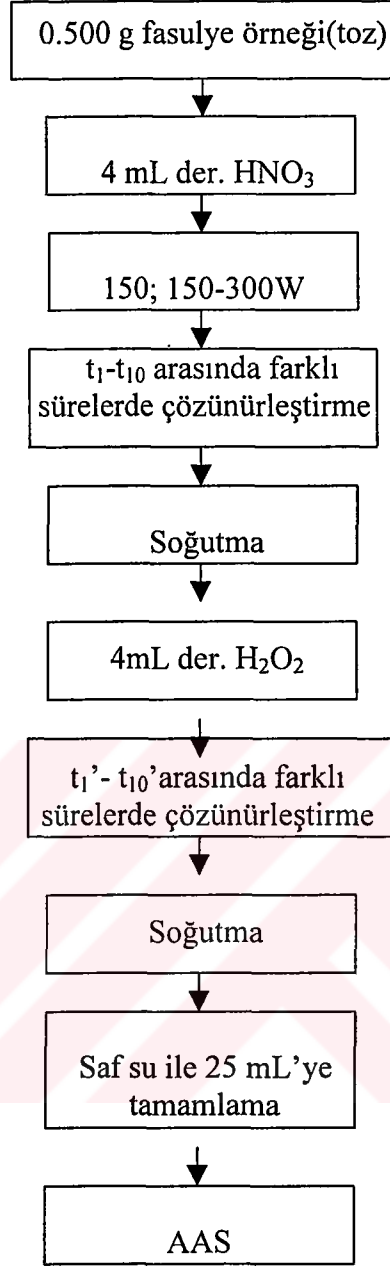 0.500 g fasulye örneği(toz)
4 mL der. HNO₃
150; 150-300W
t₁-t₁₀ arasında farklı
sürelerde çözünürleştirme
Soğutma
4mL der. H₂O₂
t₁’- t₁₀’arasında farklı
sürelerde çözünürleştirme
Soğutma
Saf su ile 25 mL’ye
tamamlama
AAS